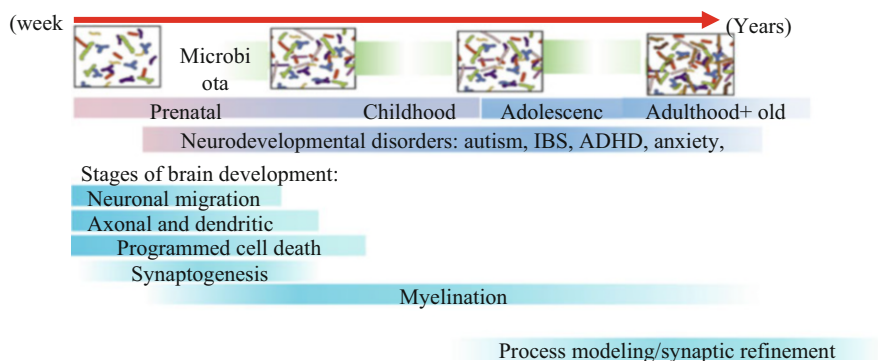 (week
(Years)
Microbi
ota
Prenatal
Childhood
Adolescenc
Adulthood+ old
Neurodevelopmental disorders: autism, IBS, ADHD, anxiety,
Stages of brain development:
Neuronal migration
Axonal and dendritic
Programmed cell death
Synaptogenesis
Myelination
Process modeling/synaptic refinement